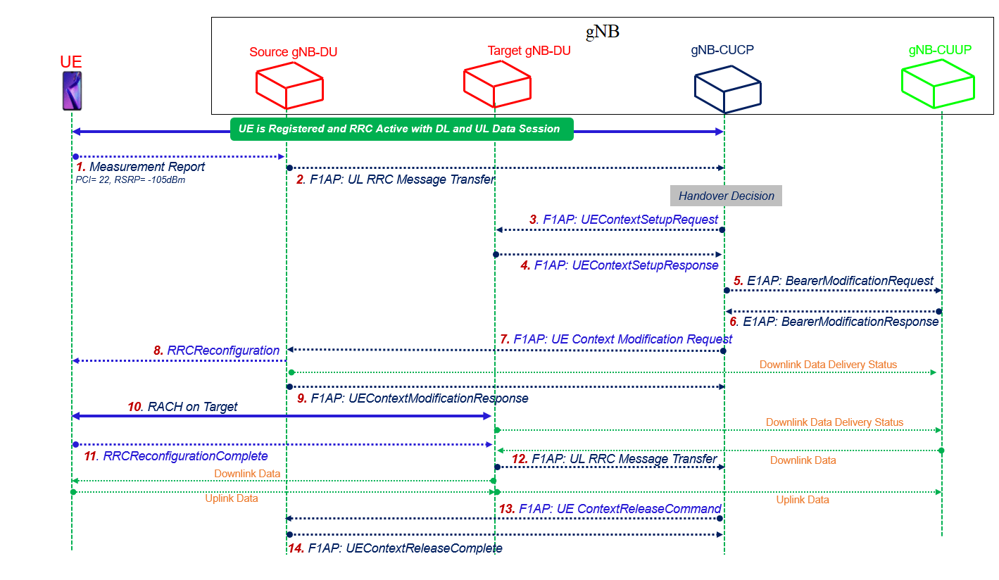 gNB
UE
Source gNB-DU
Target gNB-DU
gNB-CUCP
gNB-CUUP
UE is Registered and RRC Active with DL and UL Data Session
1. Measurement Report
PCI= 22, RSRP= -105dBm
2. F1AP: UL RRC Message Transfer
Handover Decision
3. F1AP: UEContextSetupRequest
4. F1AP: UEContextSetupResponse
5. E1AP: BearerModificationRequest
6. E1AP: BearerModificationResponse
7. F1AP: UE Context Modification Request
8. RRCReconfiguration
Downlink Data Delivery Status
9. F1AP: UEContextModificationResponse
10. RACH on Target
Downlink Data Delivery Status
11. RRCReconfigurationComplete
12. F1AP: UL RRC Message Transfer
Downlink Data
Downlink Data
Uplink Data
Uplink Data
13. F1AP: UE ContextReleaseCommand
14. F1AP: UEContextReleaseComplete